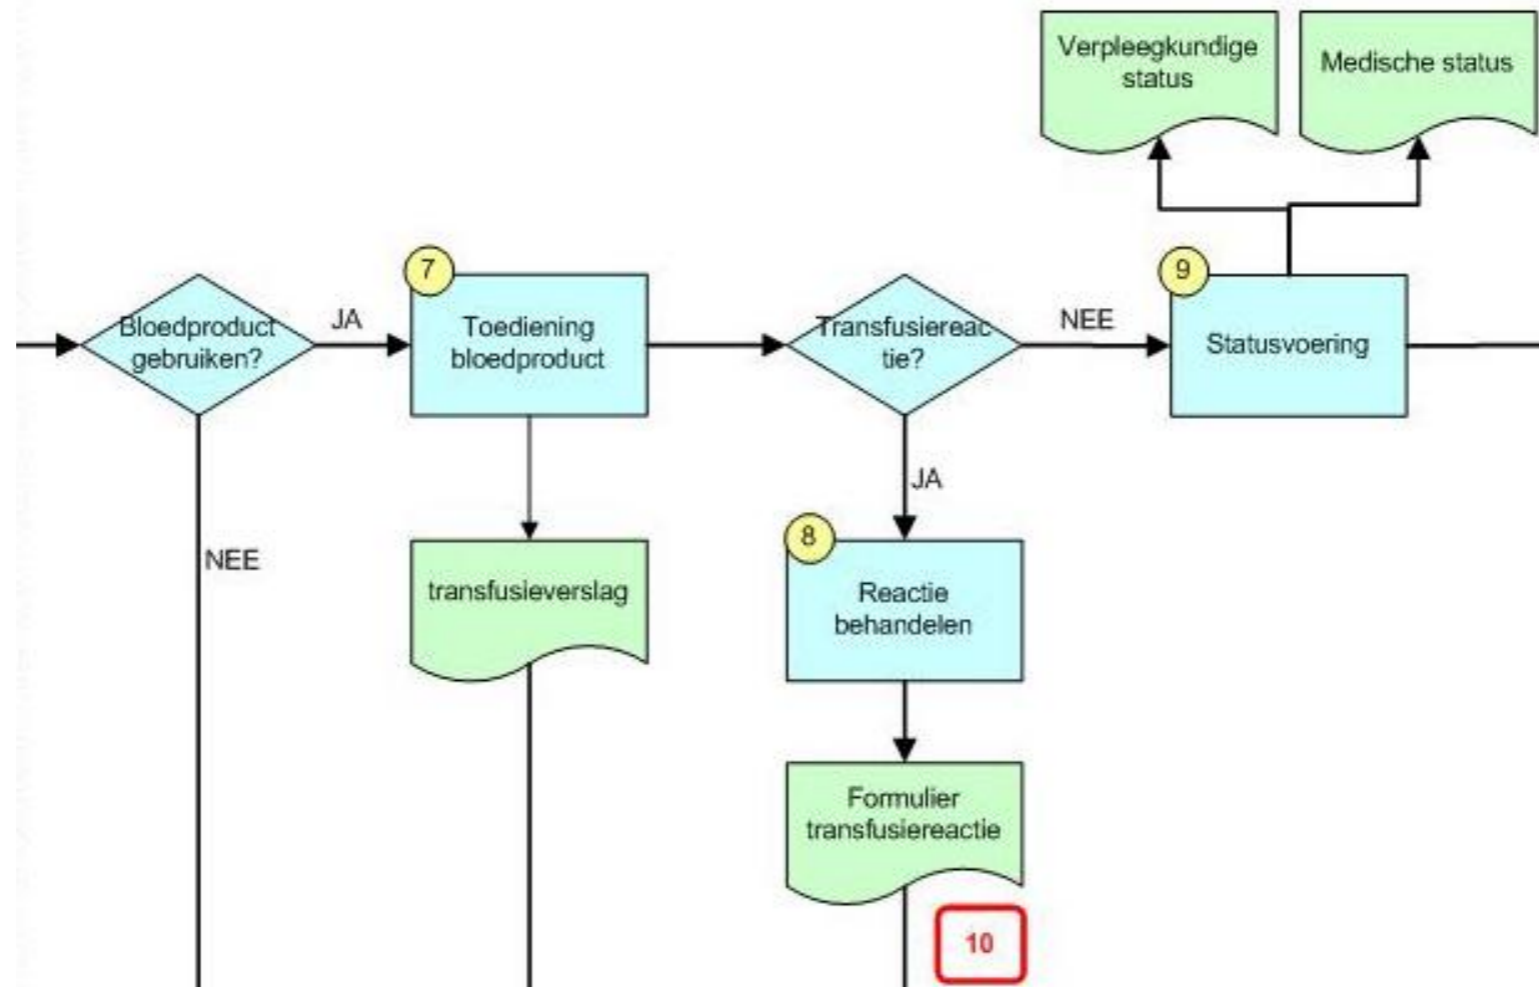 Verpleegkundige
status
Medische status
Bloedproduct
gebruiken?
JA
7
Toediening
bloedproduct
Transfusiereac
tie?
NEE
9
Statusvoering
JA
NEE
transfusieverslag
8
Reactie
behandelen
Formulier
transfusiereactie
10